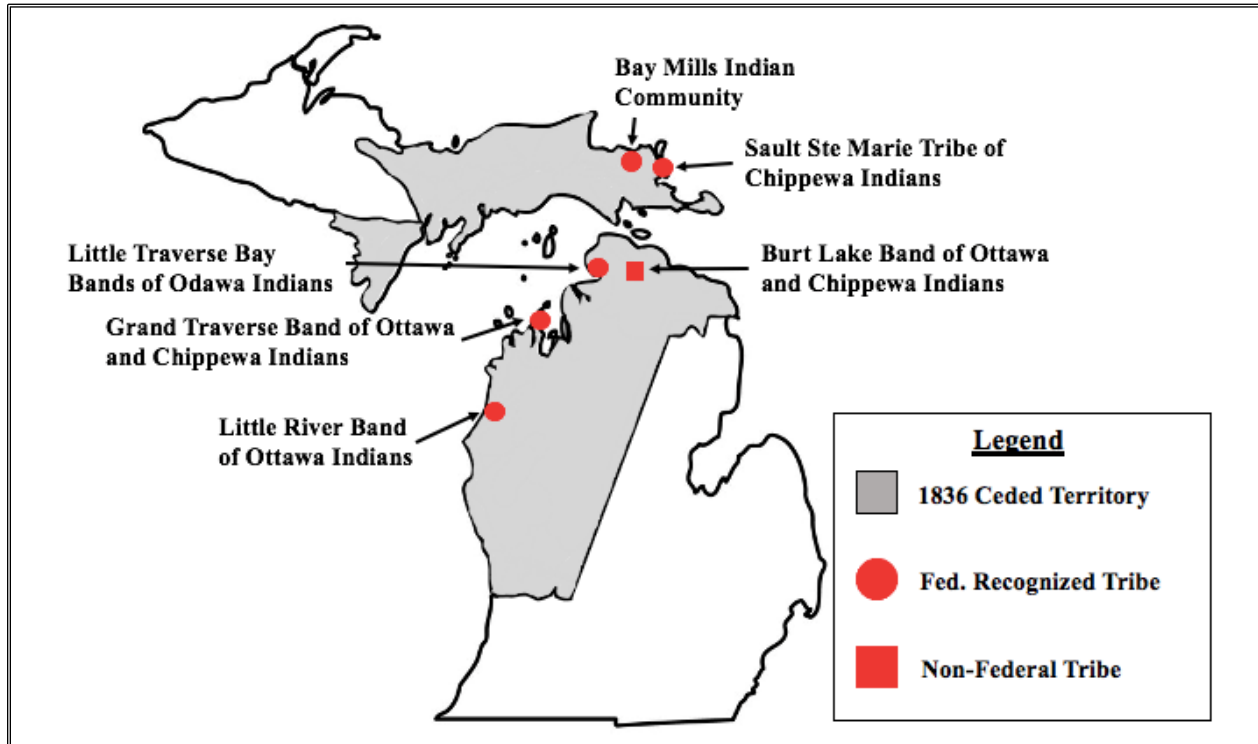 Bay Mills Indian
Community
Sault Ste Marie Tribe of
Chippewa Indians
Little Traverse Bay
Bands of Odawa Indians
Burt Lake Band of Ottawa
and Chippewa Indians
Grand Traverse Band of Ottawa
and Chippewa Indians
Little River Band
of Ottawa Indians
Legend
1836 Ceded Territory
Fed. Recognized Tribe
Non-Federal Tribe